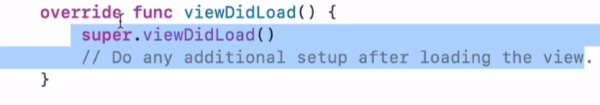 override func viewDidLoad() {
super.viewDidLoad()
// Do any additional setup after loading the view.
}